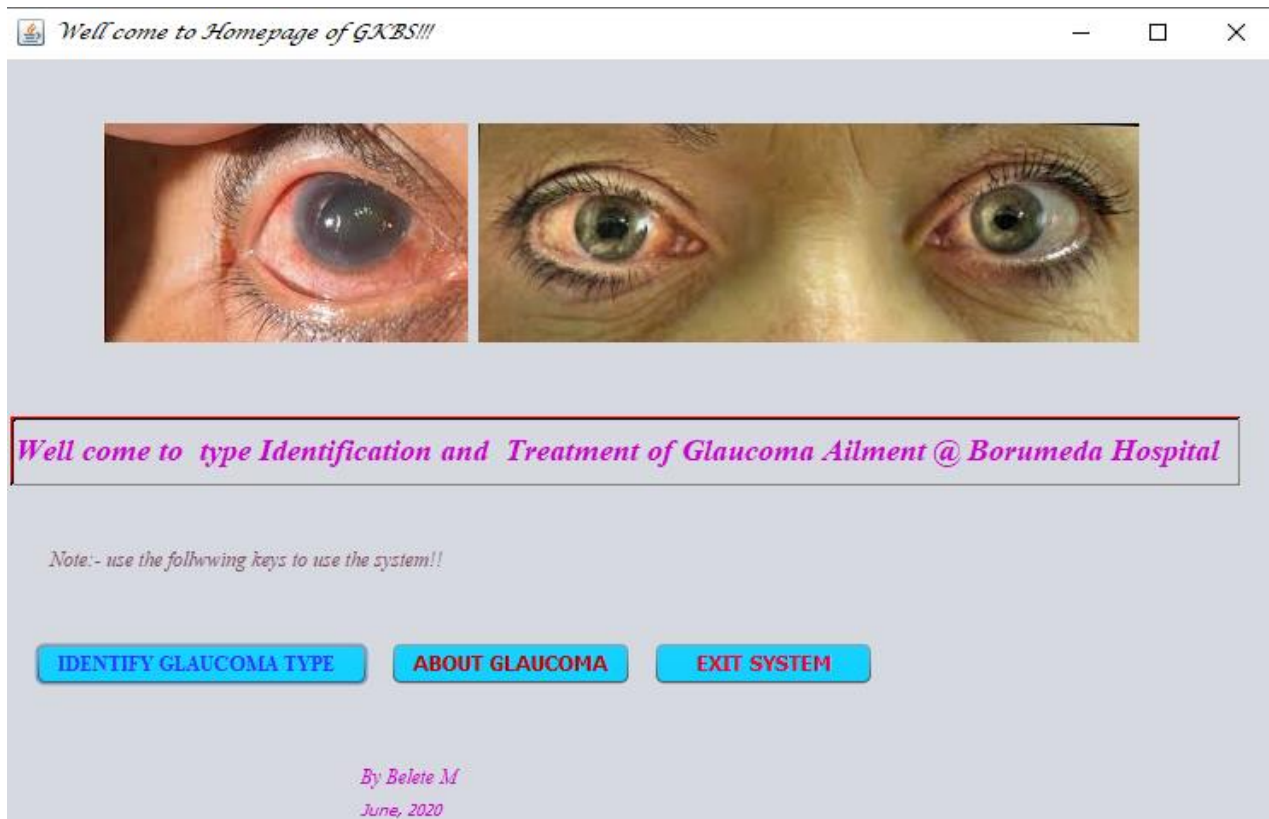 Well come to Homepage of GKBS!!!
Well come to  type Identification and  Treatment of Glaucoma Ailment @ Borumeda Hospital
Note:- use the follwwing keys to use the system!!
IDENTIFY GLAUCOMA TYPE ABOUT GLAUCOMA EXIT SYSTEM
By Belete M
June, 2020